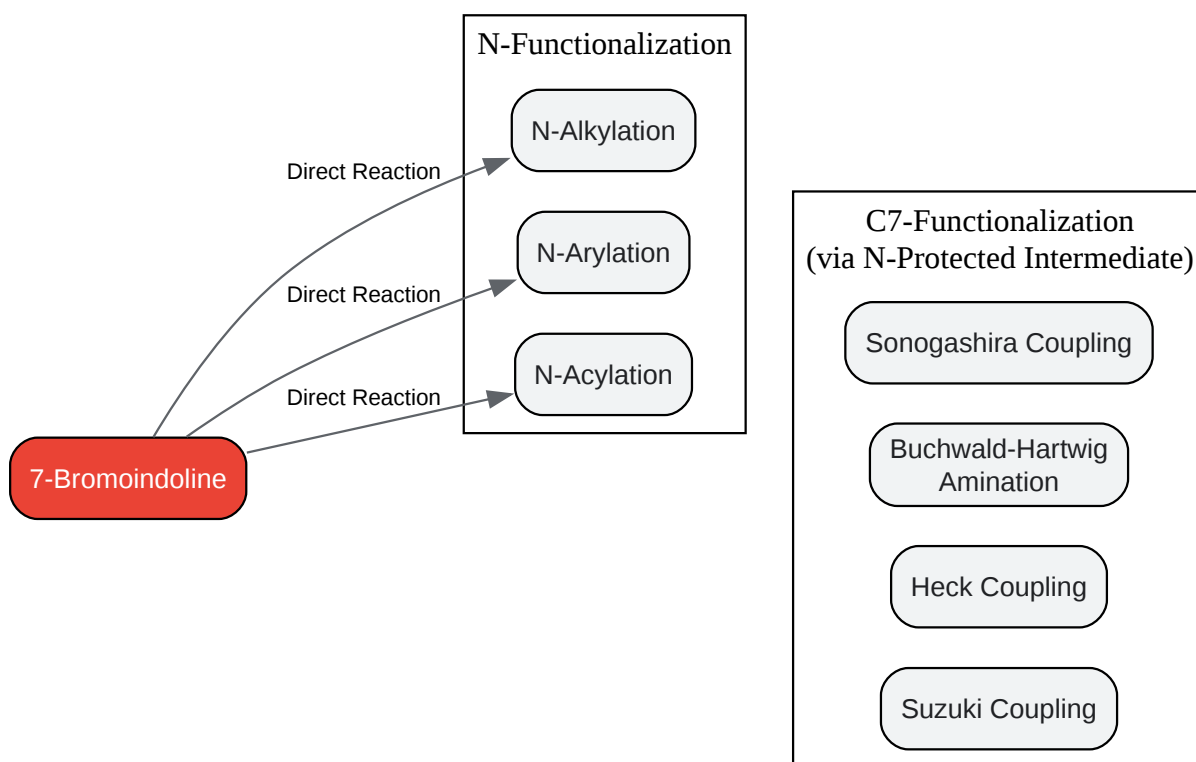 N-Functionalization
N-Alkylation
Direct Reaction
N-Arylation
Direct Reaction
N-Acylation
Direct Reaction
7-Bromoindoline
C7-Functionalization
(via N-Protected Intermediate)
Sonogashira Coupling
Buchwald-Hartwig
Amination
Heck Coupling
Suzuki Coupling